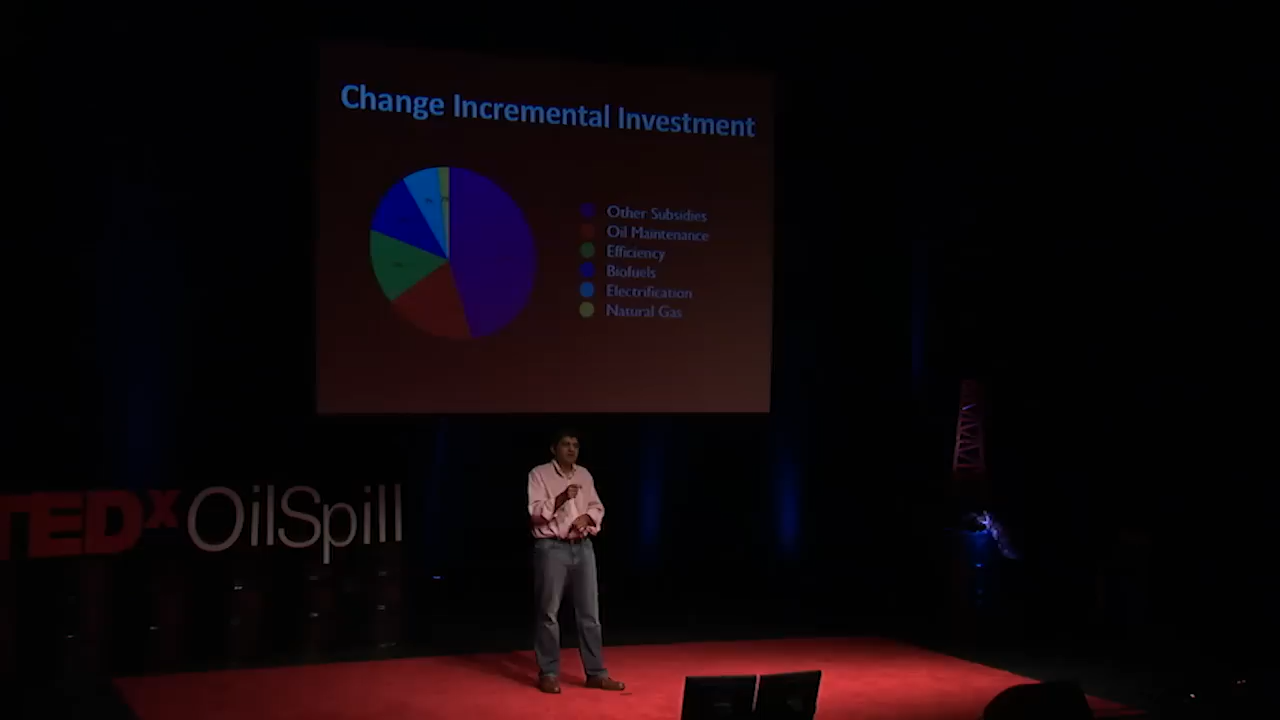 Change Incremental Investment
Other Subsidies
Oil Maintenance
Efficiency
Biofuels
Electrification
Natural Gas
TEDxOilSpill